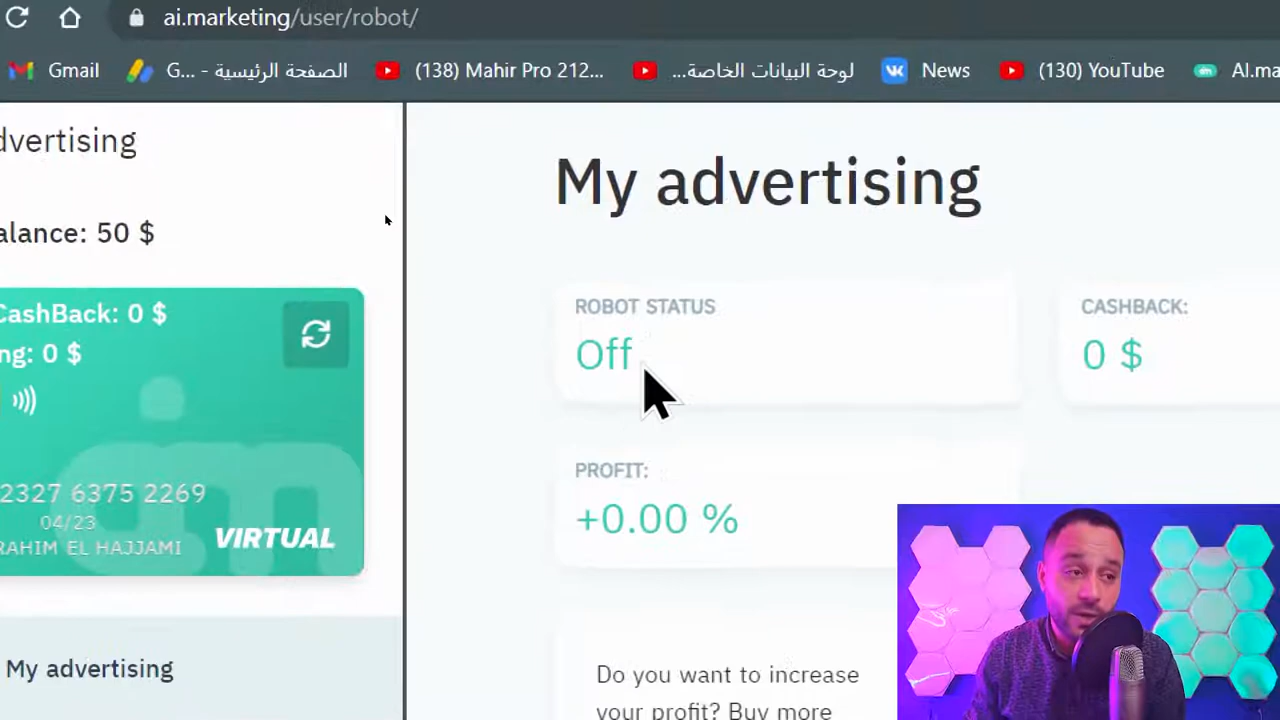 ai.marketing/user/robot/
Gmail
الصفحة الرئيسية - ...G
(138) Mahir Pro 212...
لوحة البيانات الخاصة...
News
(130) YouTube
AI.ma
dvertising
alance: 50 $
CashBack: 0 $
ng: 0 $
2327 6375 2269
04/23
RAHIM EL HAJJAMI
VIRTUAL
My advertising
My advertising
ROBOT STATUS
Off
CASHBACK:
0 $
PROFIT:
+0.00 %
Do you want to increase
your profit? Buy more